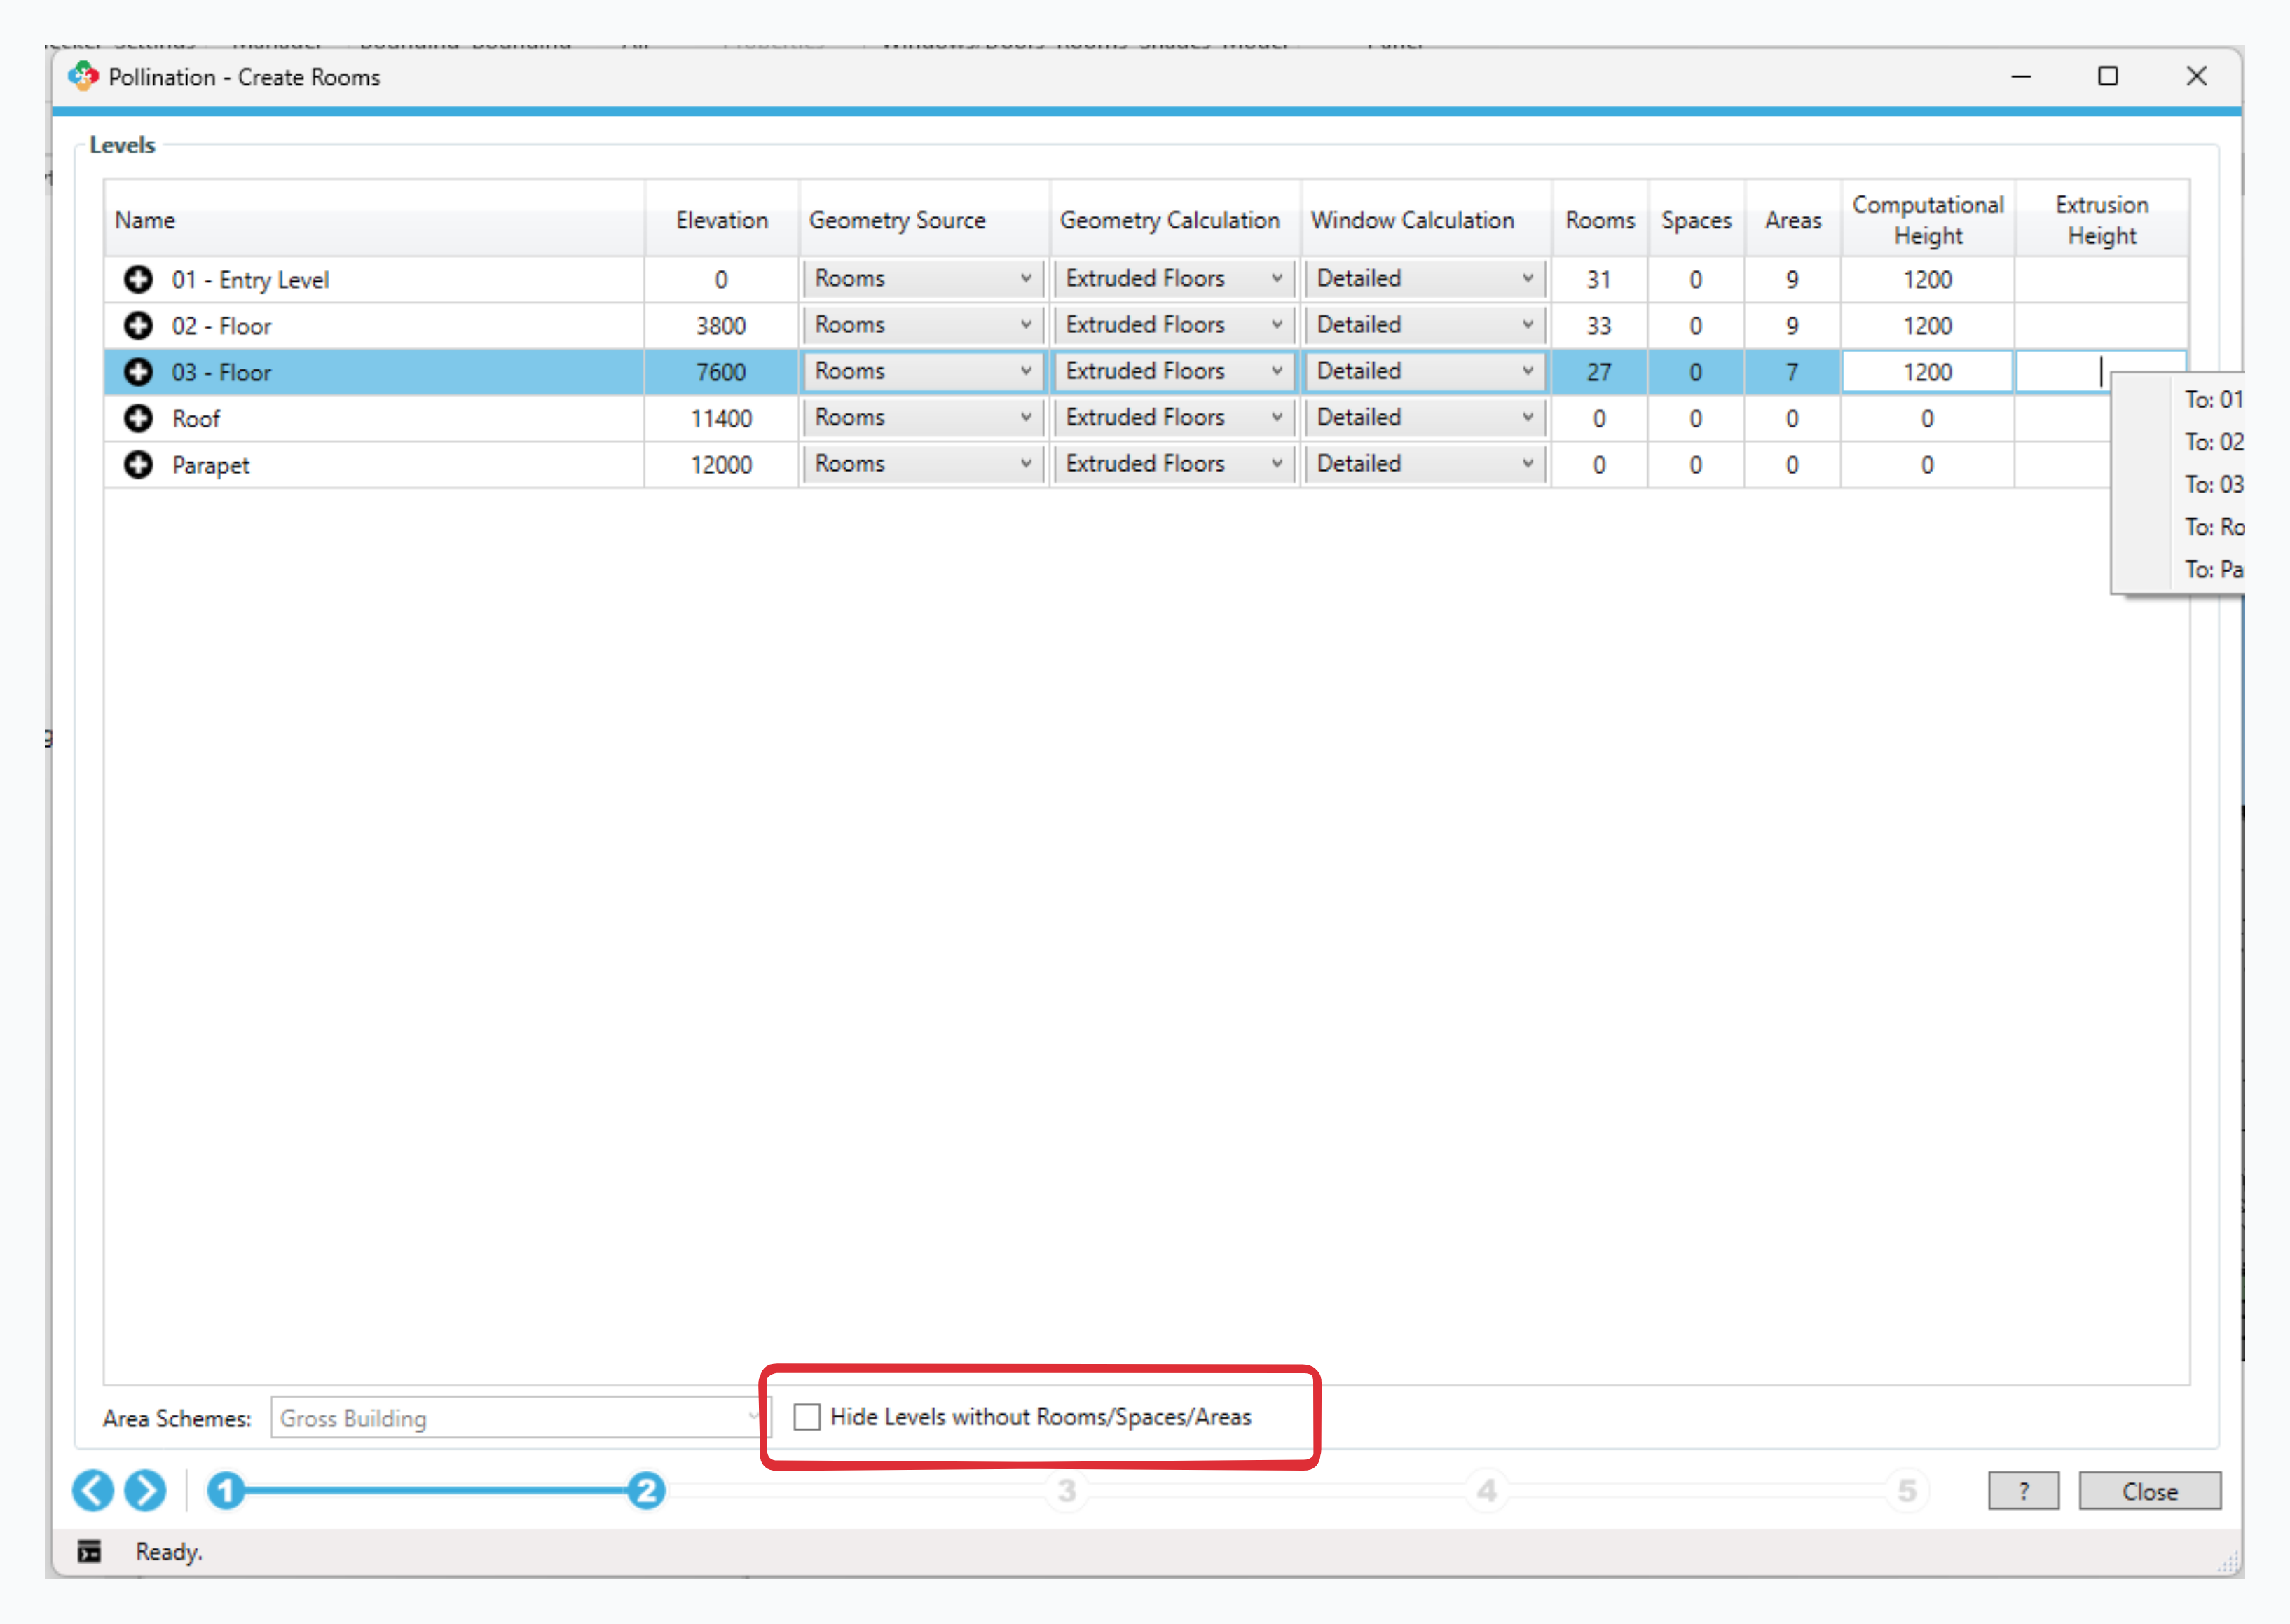 Pollination - Create Rooms
Levels
Name Elevation Geometry Source Geometry Calculation Window Calculation Rooms Spaces Areas Computational Height Extrusion Height
01 - Entry Level 0 Rooms Extruded Floors Detailed 31 0 9 1200
02 - Floor 3800 Rooms Extruded Floors Detailed 33 0 9 1200
03 - Floor 7600 Rooms Extruded Floors Detailed 27 0 7 1200
To: 01
Roof 11400 Rooms Extruded Floors Detailed 0 0 0 0
To: 02
Parapet 12000 Rooms Extruded Floors Detailed 0 0 0 0
To: 03
To: Ro
To: Pa
Area Schemes: Gross Building Hide Levels without Rooms/Spaces/Areas
1 2 3 4 5 ? Close
Ready.